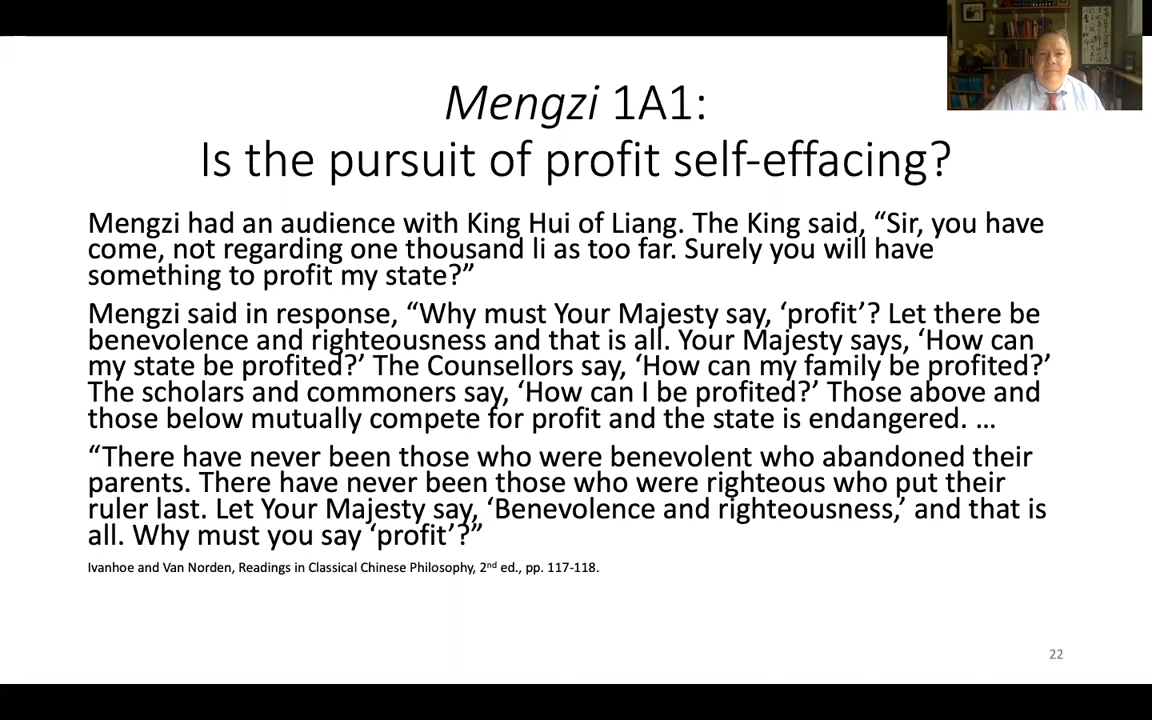 Mengzi 1A1:
Is the pursuit of profit self-effacing?
Mengzi had an audience with King Hui of Liang. The King said, “Sir, you have
come, not regarding one thousand li as too far. Surely you will have
something to profit my state?”
Mengzi said in response, “Why must Your Majesty say, ‘profit’? Let there be
benevolence and righteousness and that is all. Your Majesty says, ‘How can
my state be profited?’ The Counsellors say, ‘How can my family be profited?’
The scholars and commoners say, ‘How can I be profited?’ Those above and
those below mutually compete for profit and the state is endangered. …
“There have never been those who were benevolent who abandoned their
parents. There have never been those who were righteous who put their
ruler last. Let Your Majesty say, ‘Benevolence and righteousness,’ and that is
all. Why must you say ‘profit’?”
Ivanhoe and Van Norden, Readings in Classical Chinese Philosophy, 2nd ed., pp. 117-118.
22